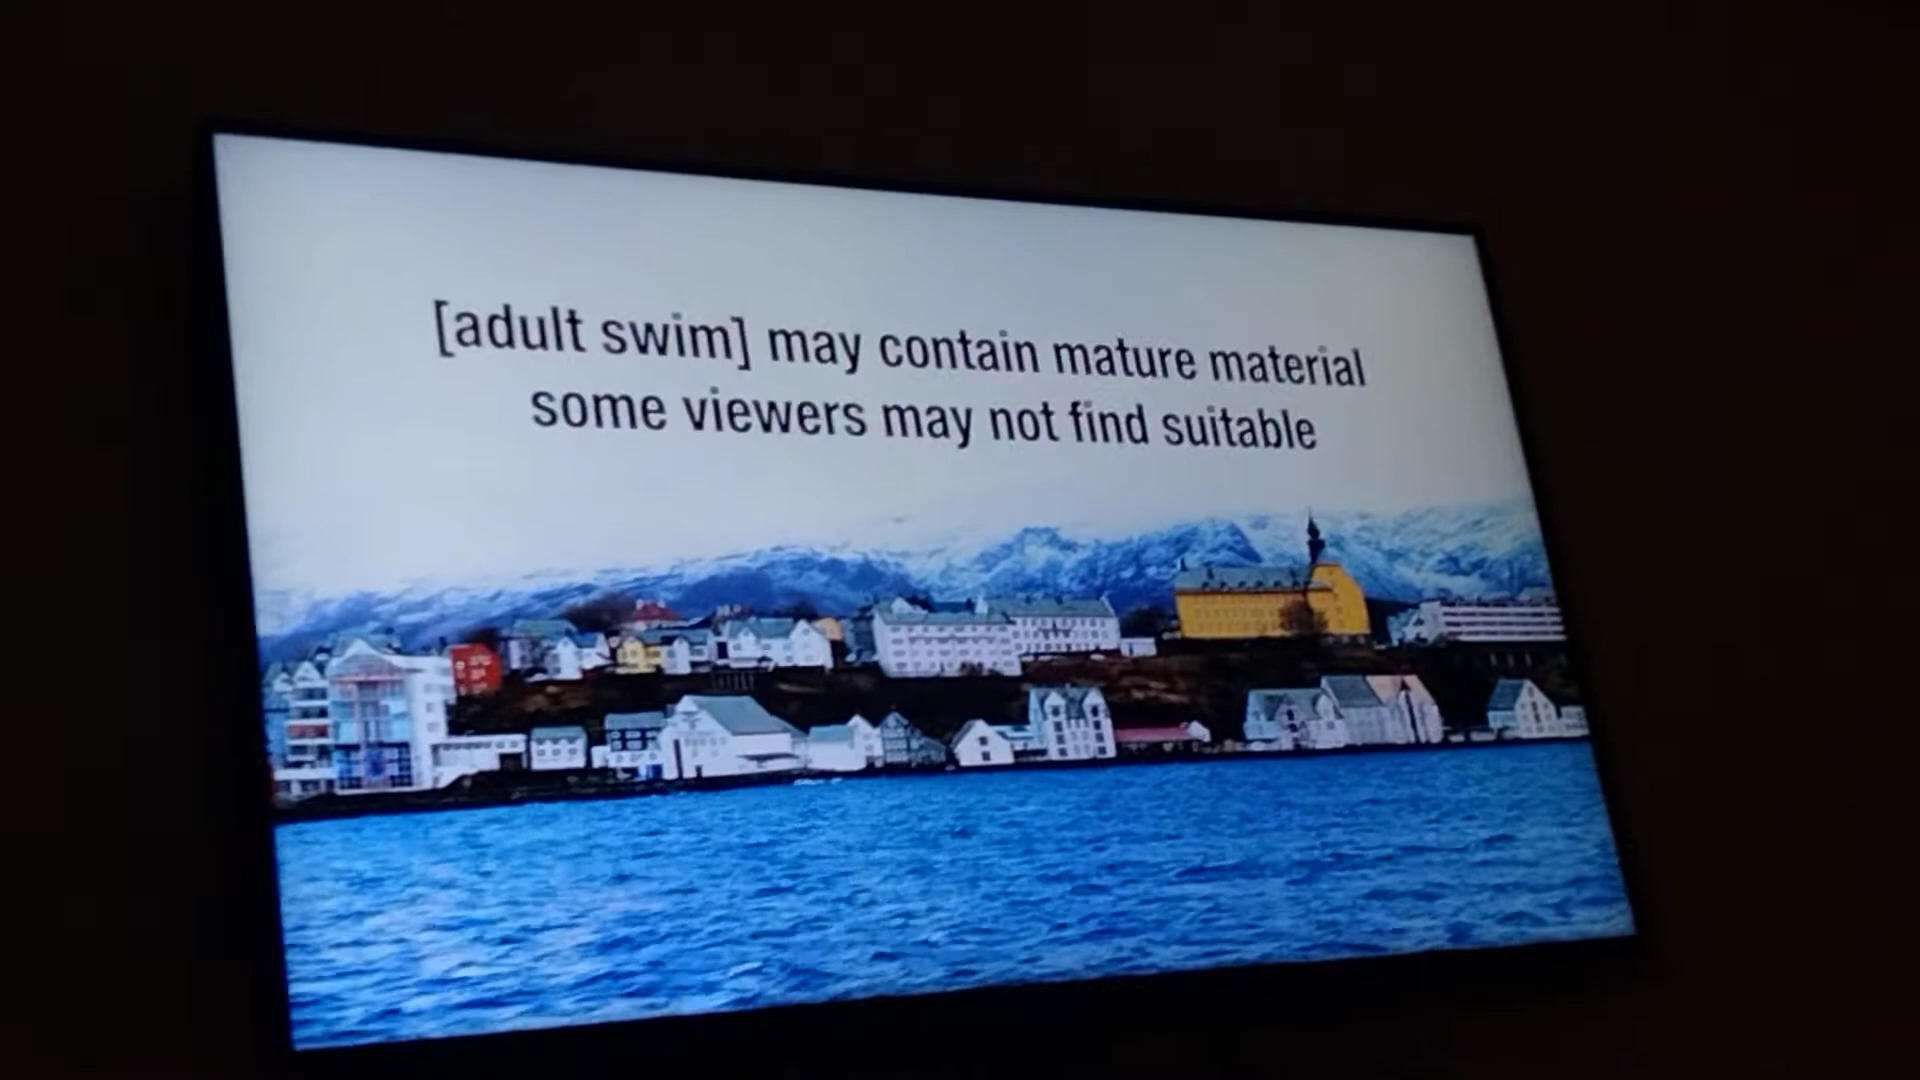 [adult swim] may contain mature material
some viewers may not find suitable